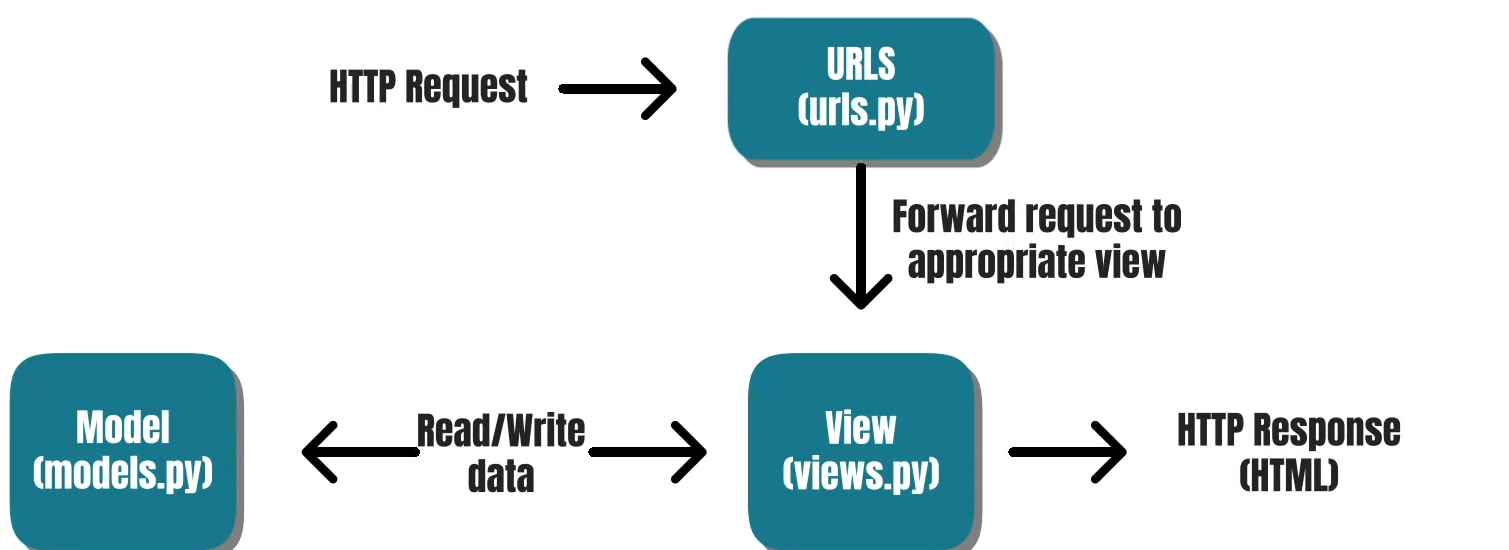 HTTP Request
URLS
(urls.py)
Forward request to
appropriate view
Model
(models.py)
Read/Write
data
View
(views.py)
HTTP Response
(HTML)